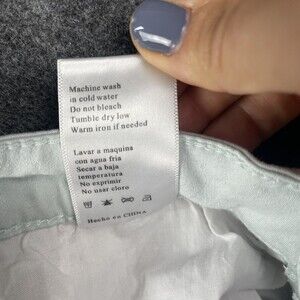 Machine wash
in cold water
Do not bleach
Tumble dry low
Warm iron if needed
Lavar a maquina
con agua fria
Secar a baja
temperatura
No exprimir
No usar cloro
Hecho en CHINA